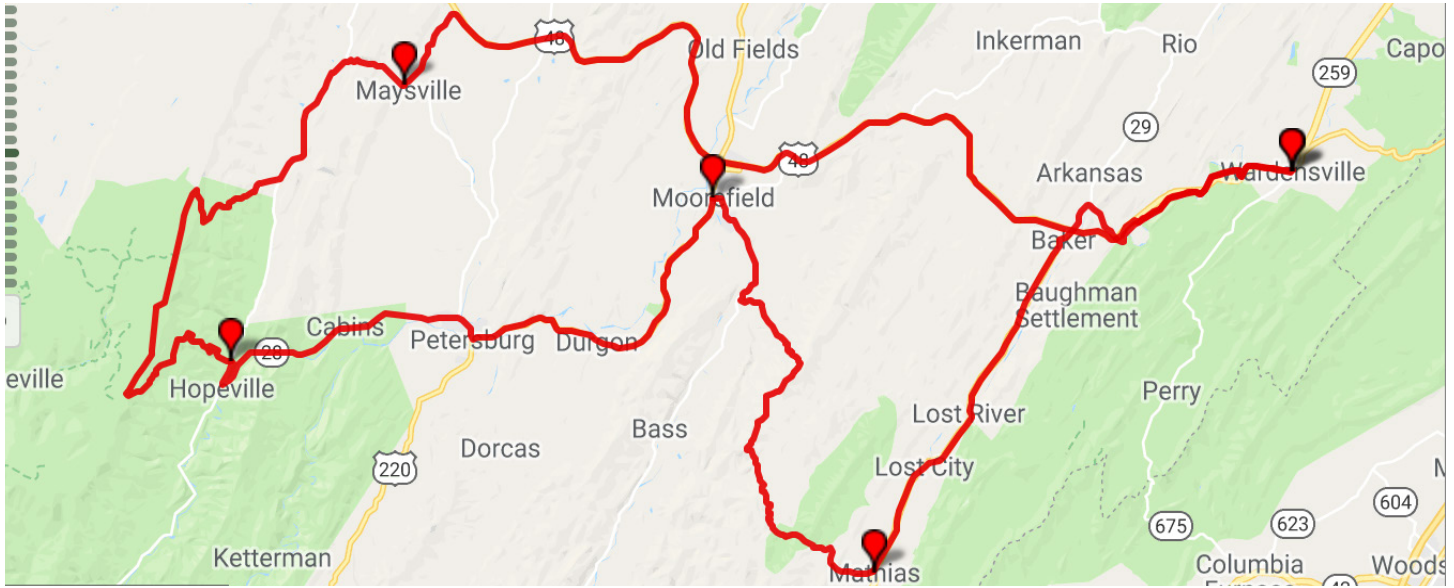 48
Old Fields
Inkerman
Rio
Capo
259
Maysville
29
48
Arkansas
Wardensville
Moorefield
Baker
Baughman
Settlement
Cabins
28
Petersburg
Durgon
eville
Hopeville
Perry
Lost River
Bass
Dorcas
220
Lost City
604
675
623
Ketterman
Mathias
Columbia
Woods